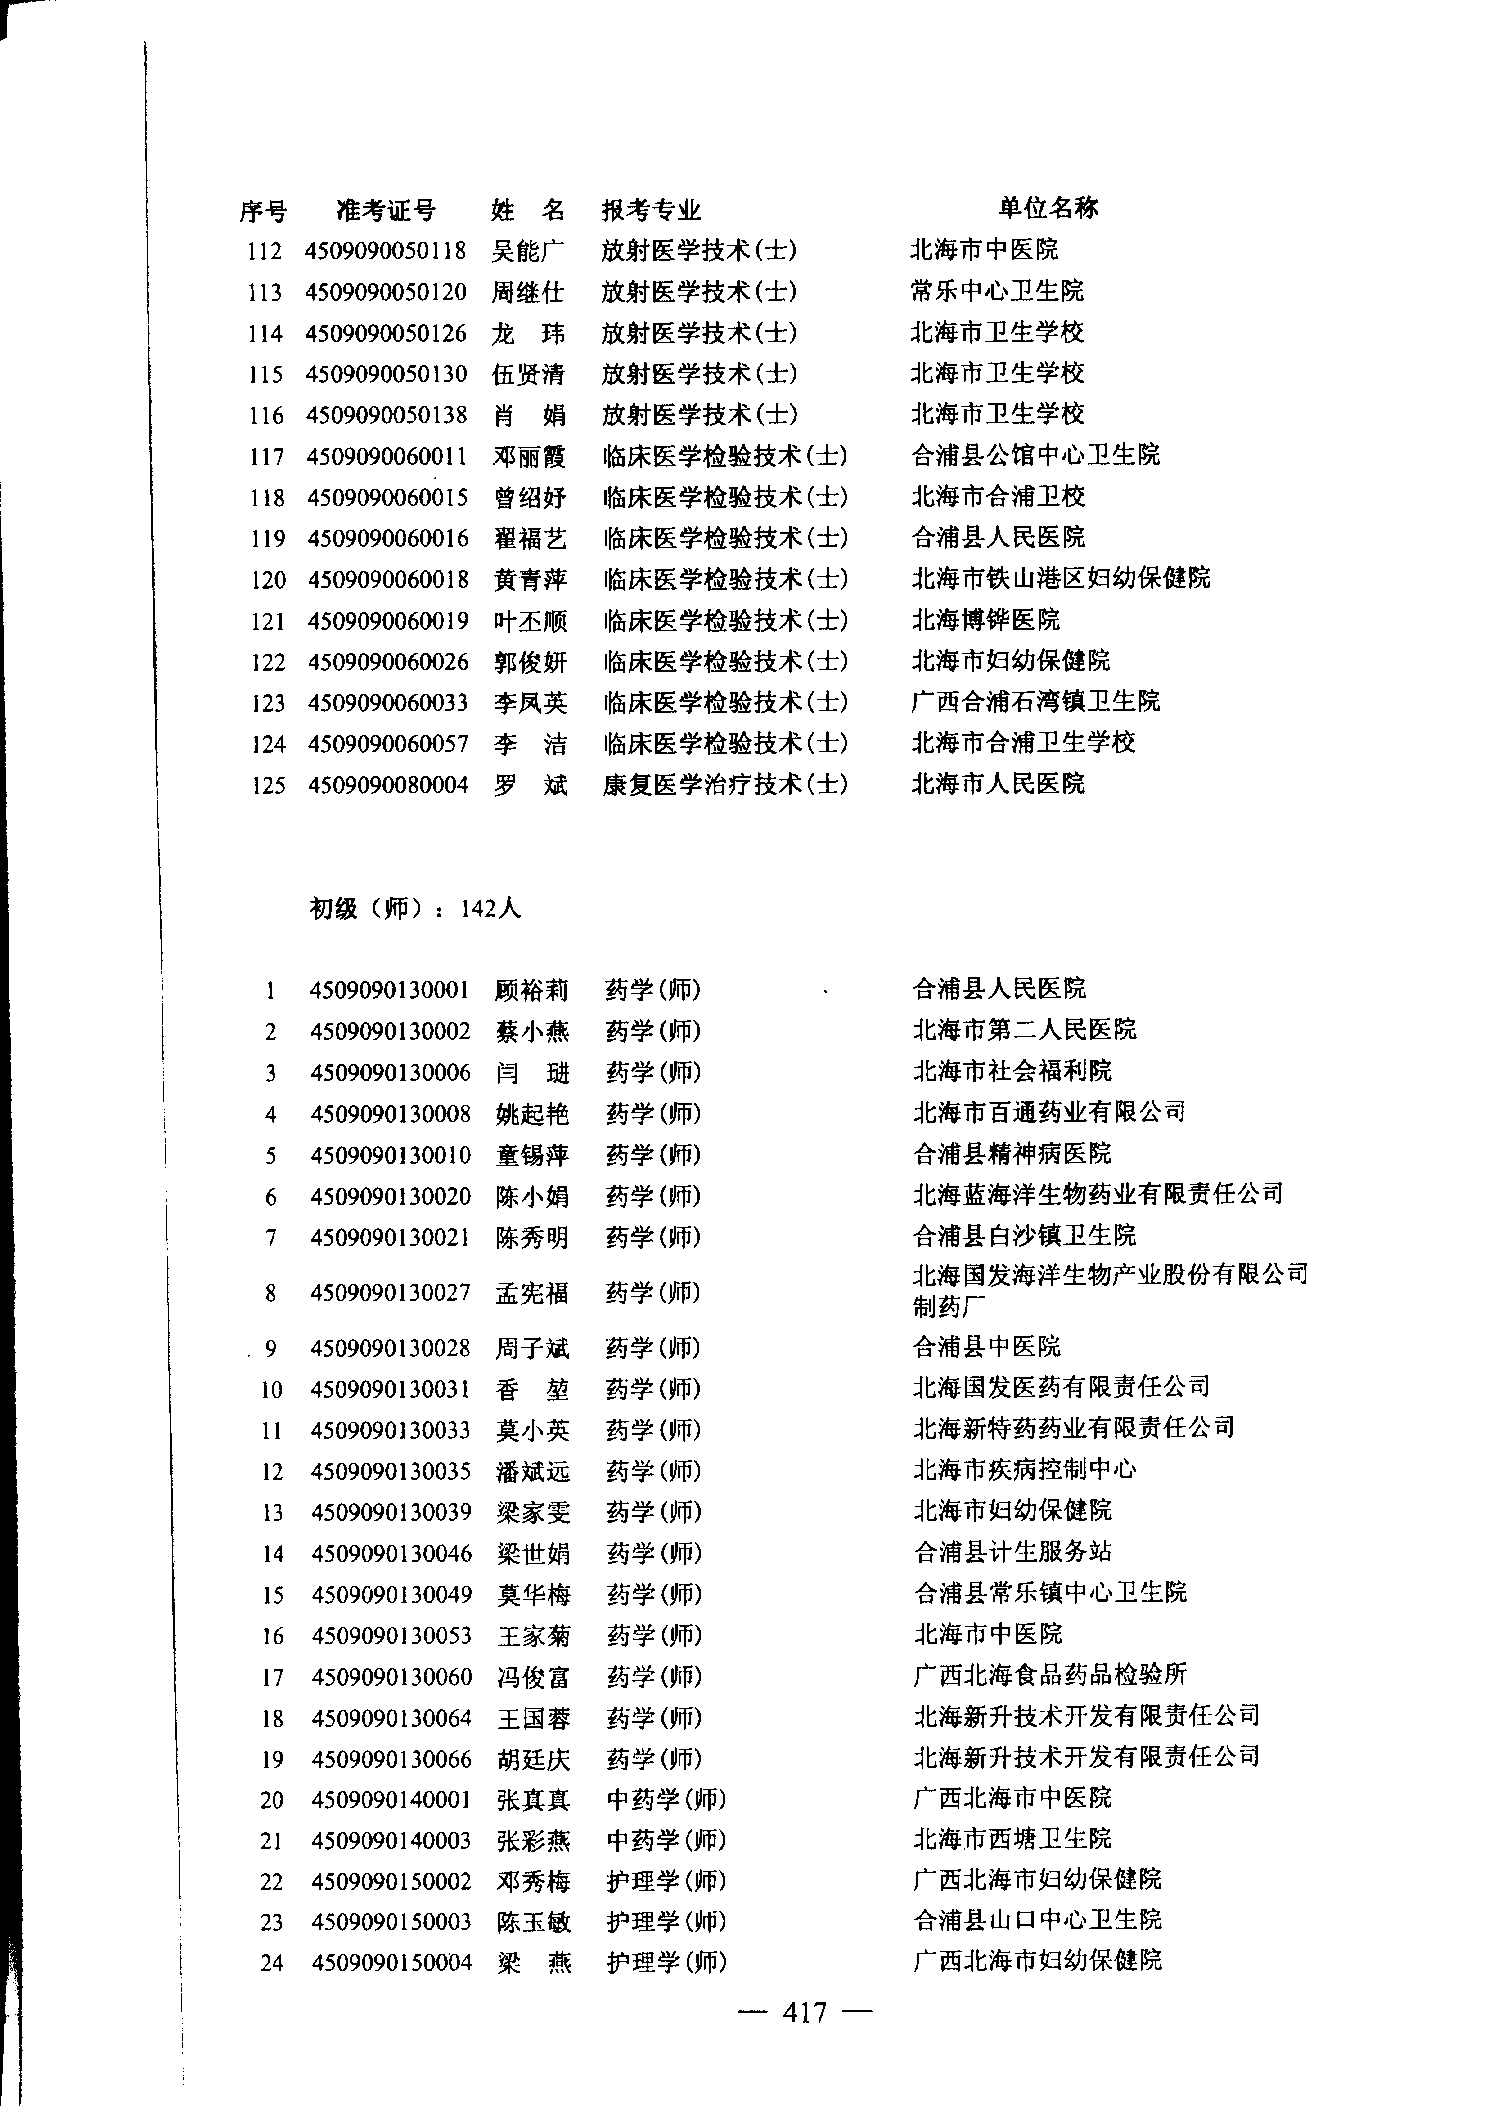 序号 准考证号 姓 名 报考专业 单位名称
112 4509090050118 吴能广 放射医学技术(士) 北海市中医院
113 4509090050120 周继仕 放射医学技术(士) 常乐中心卫生院
114 4509090050126 龙 玮 放射医学技术(士) 北海市卫生学校
115 4509090050130 伍贤清 放射医学技术(士) 北海市卫生学校
116 4509090050138 肖 娟 放射医学技术(士) 北海市卫生学校
117 4509090060011 邓丽霞 临床医学检验技术(士) 合浦县公馆中心卫生院
118 4509090060015 曾绍妤 临床医学检验技术(士) 北海市合浦卫校
119 4509090060016 翟福艺 临床医学检验技术(士) 合浦县人民医院
120 4509090060018 黄青萍 临床医学检验技术(士) 北海市铁山港区妇幼保健院
121 4509090060019 叶丕顺 临床医学检验技术(士) 北海博铧医院
122 4509090060026 郭俊妍 临床医学检验技术(士) 北海市妇幼保健院
123 4509090060033 李凤英 临床医学检验技术(士) 广西合浦石湾镇卫生院
124 4509090060057 李 洁 临床医学检验技术(士) 北海市合浦卫生学校
125 4509090080004 罗 斌 康复医学治疗技术(士) 北海市人民医院
初级（师）：142人
1 4509090130001 顾裕莉 药学(师) 合浦县人民医院
2 4509090130002 蔡小燕 药学(师) 北海市第二人民医院
3 4509090130006 闫 琎 药学(师) 北海市社会福利院
4 4509090130008 姚起艳 药学(师) 北海市百通药业有限公司
5 4509090130010 童锡萍 药学(师) 合浦县精神病医院
6 4509090130020 陈小娟 药学(师) 北海蓝海洋生物药业有限责任公司
7 4509090130021 陈秀明 药学(师) 合浦县白沙镇卫生院
8 4509090130027 孟宪福 药学(师) 北海国发海洋生物产业股份有限公司
制药厂
9 4509090130028 周子斌 药学(师) 合浦县中医院
10 4509090130031 香 堃 药学(师) 北海国发医药有限责任公司
11 4509090130033 莫小英 药学(师) 北海新特药药业有限责任公司
12 4509090130035 潘斌远 药学(师) 北海市疾病控制中心
13 4509090130039 梁家雯 药学(师) 北海市妇幼保健院
14 4509090130046 梁世娟 药学(师) 合浦县计生服务站
15 4509090130049 莫华梅 药学(师) 合浦县常乐镇中心卫生院
16 4509090130053 王家菊 药学(师) 北海市中医院
17 4509090130060 冯俊富 药学(师) 广西北海食品药品检验所
18 4509090130064 王国蓉 药学(师) 北海新升技术开发有限责任公司
19 4509090130066 胡廷庆 药学(师) 北海新升技术开发有限责任公司
20 4509090140001 张真真 中药学(师) 广西北海市中医院
21 4509090140003 张彩燕 中药学(师) 北海市西塘卫生院
22 4509090150002 邓秀梅 护理学(师) 广西北海市妇幼保健院
23 4509090150003 陈玉敏 护理学(师) 合浦县山口中心卫生院
24 4509090150004 梁 燕 护理学(师) 广西北海市妇幼保健院
— 417 —